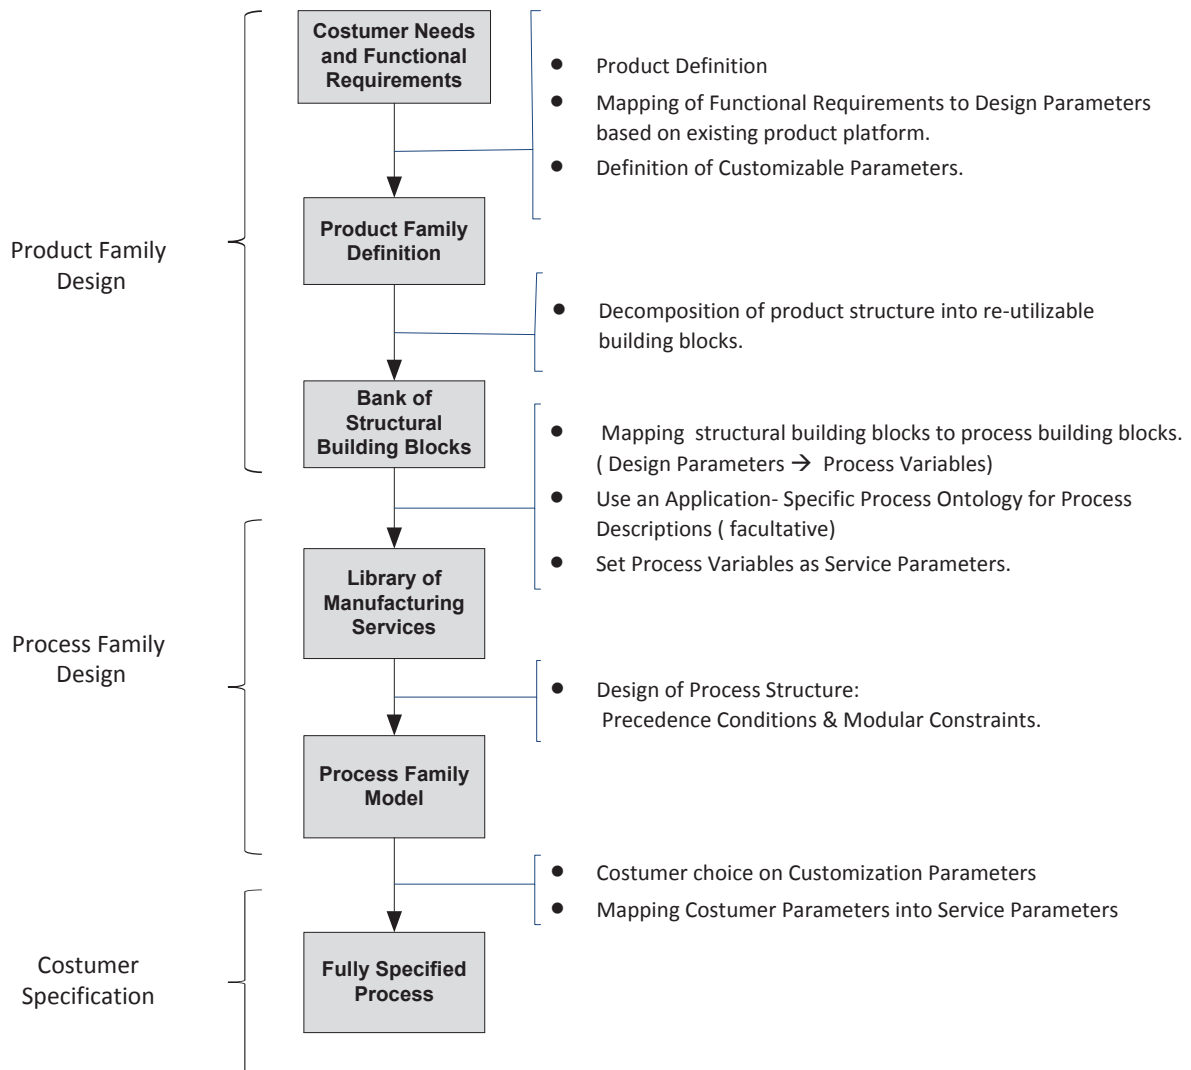 Costumer Needs
and Functional
Requirements
● Product Definition
● Mapping of Functional Requirements to Design Parameters
based on existing product platform.
● Definition of Customizable Parameters.
Product Family
Definition
Product Family
Design
● Decomposition of product structure into re-utilizable
building blocks.
Bank of
Structural
Building Blocks
● Mapping structural building blocks to process building blocks.
( Design Parameters → Process Variables)
● Use an Application- Specific Process Ontology for Process
Descriptions ( facultative)
● Set Process Variables as Service Parameters.
Library of
Manufacturing
Services
Process Family
Design
● Design of Process Structure:
Precedence Conditions & Modular Constraints.
Process Family
Model
● Costumer choice on Customization Parameters
● Mapping Costumer Parameters into Service Parameters
Costumer
Specification
Fully Specified
Process